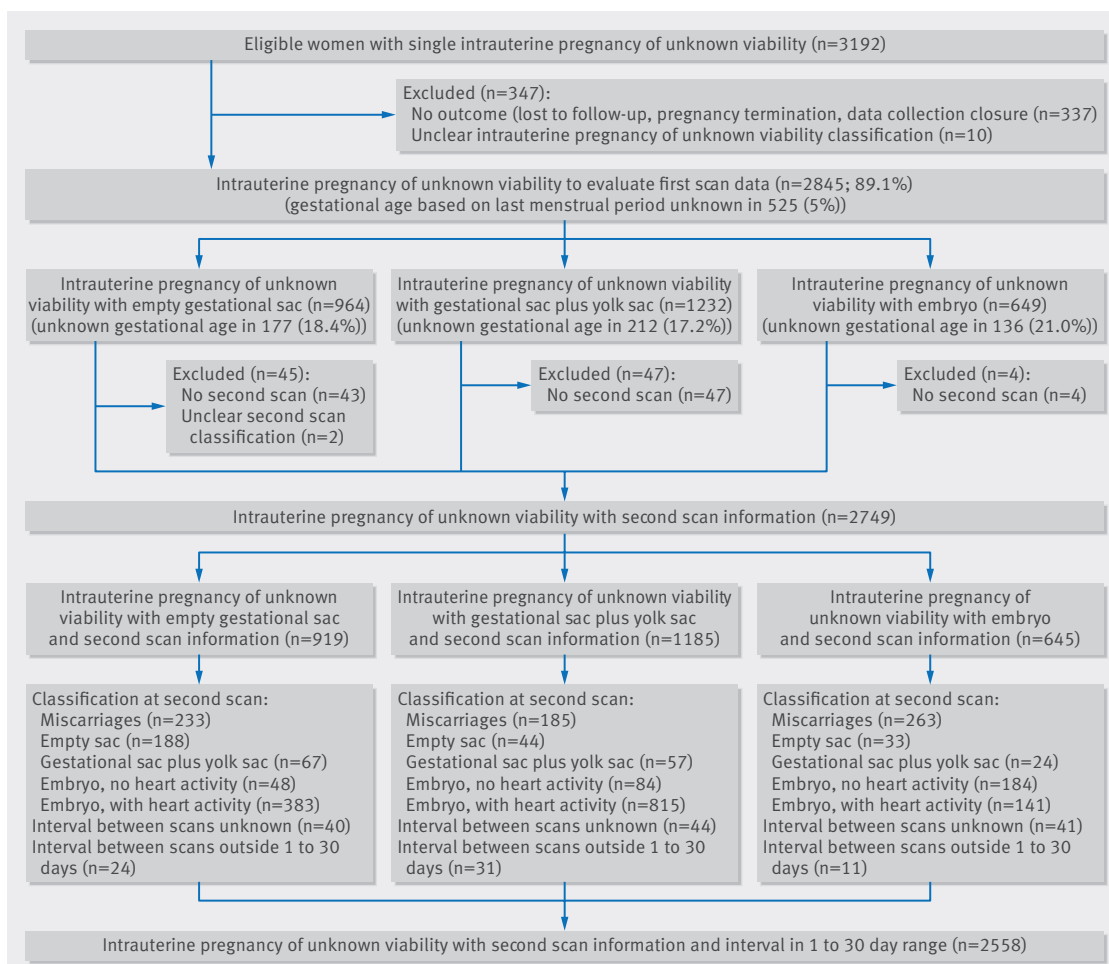 Eligible women with single intrauterine pregnancy of unknown viability (n=3192)
Excluded (n=347):
No outcome (lost to follow-up, pregnancy termination, data collection closure (n=337)
Unclear intrauterine pregnancy of unknown viability classification (n=10)
Intrauterine pregnancy of unknown viability to evaluate first scan data (n=2845; 89.1%)
(gestational age based on last menstrual period unknown in 525 (5%))
Intrauterine pregnancy of unknown
viability with empty gestational sac (n=964)
(unknown gestational age in 177 (18.4%))
Intrauterine pregnancy of unknown viability
with gestational sac plus yolk sac (n=1232)
(unknown gestational age in 212 (17.2%))
Intrauterine pregnancy of unknown
viability with embryo (n=649)
(unknown gestational age in 136 (21.0%))
Excluded (n=45):
No second scan (n=43)
Unclear second scan
classification (n=2)
Excluded (n=47):
No second scan (n=47)
Excluded (n=4):
No second scan (n=4)
Intrauterine pregnancy of unknown viability with second scan information (n=2749)
Intrauterine pregnancy of unknown
viability with empty gestational sac
and second scan information (n=919)
Intrauterine pregnancy of unknown viability
with gestational sac plus yolk sac
and second scan information (n=1185)
Intrauterine pregnancy of
unknown viability with embryo
and second scan information (n=645)
Classification at second scan:
Miscarriages (n=233)
Empty sac (n=188)
Gestational sac plus yolk sac (n=67)
Embryo, no heart activity (n=48)
Embryo, with heart activity (n=383)
Interval between scans unknown (n=40)
Interval between scans outside 1 to 30
days (n=24)
Classification at second scan:
Miscarriages (n=185)
Empty sac (n=44)
Gestational sac plus yolk sac (n=57)
Embryo, no heart activity (n=84)
Embryo, with heart activity (n=815)
Interval between scans unknown (n=44)
Interval between scans outside 1 to 30
days (n=31)
Classification at second scan:
Miscarriages (n=263)
Empty sac (n=33)
Gestational sac plus yolk sac (n=24)
Embryo, no heart activity (n=184)
Embryo, with heart activity (n=141)
Interval between scans unknown (n=41)
Interval between scans outside 1 to 30
days (n=11)
Intrauterine pregnancy of unknown viability with second scan information and interval in 1 to 30 day range (n=2558)